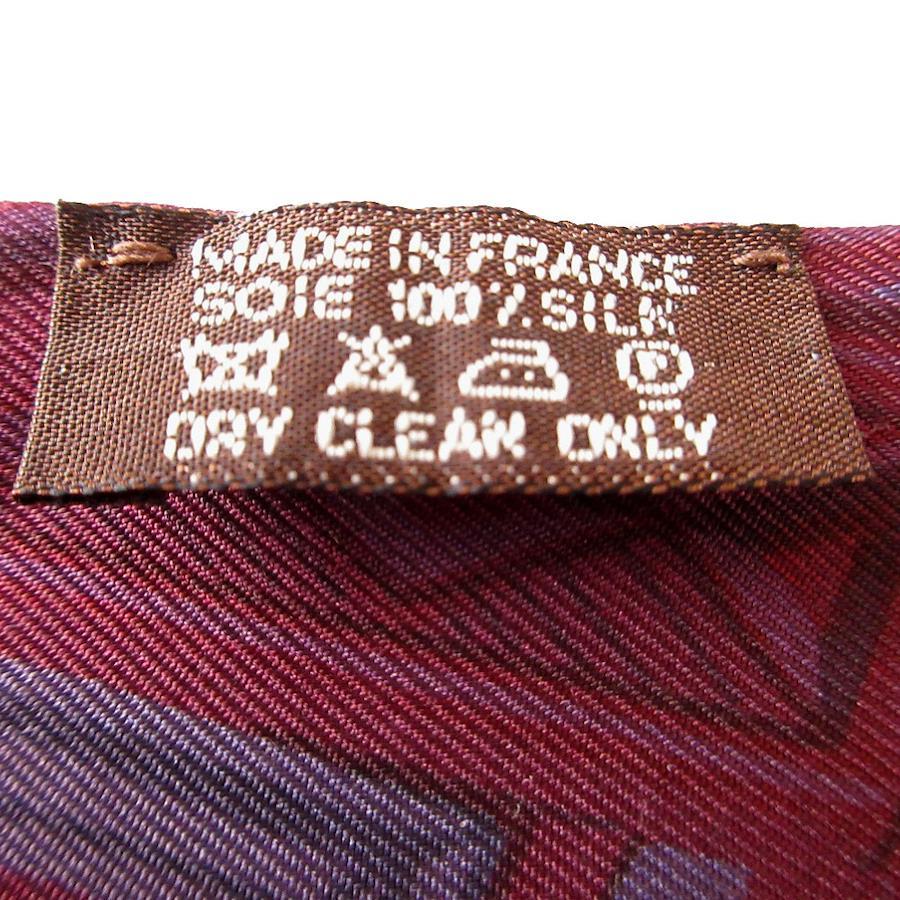 MADE IN FRANCE
SOIE 100% SILK
P
DRY CLEAN ONLY